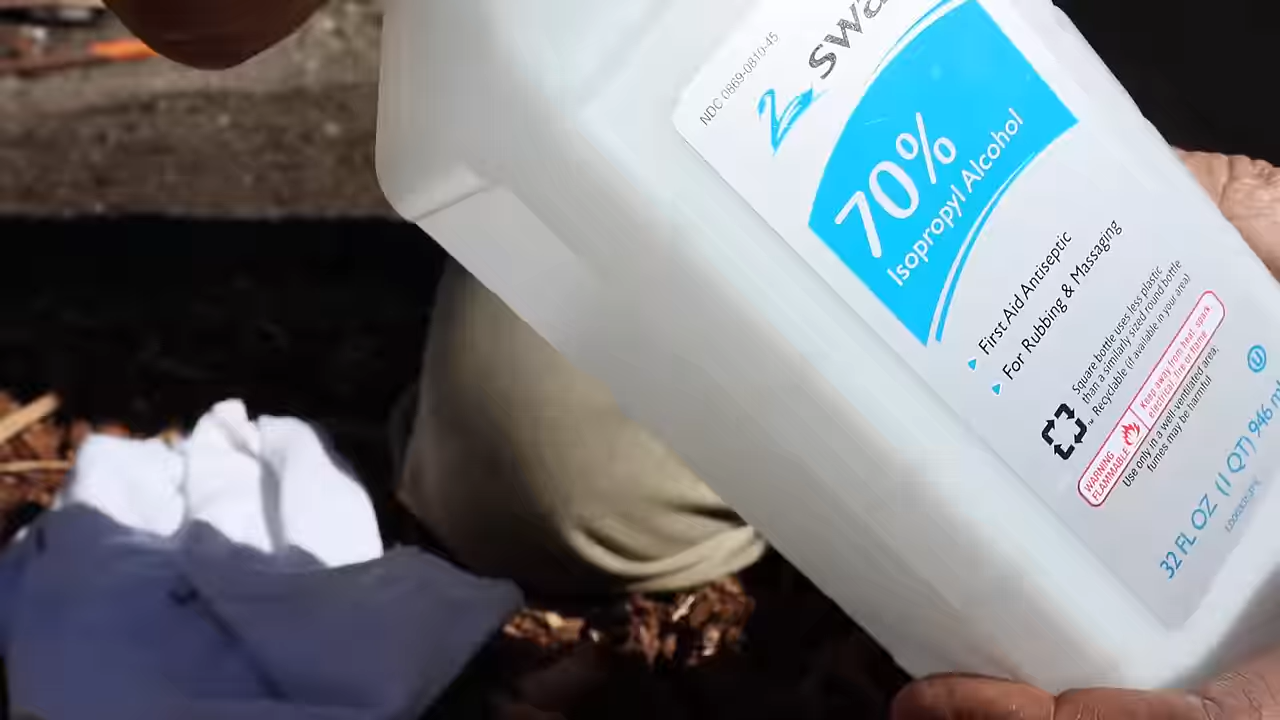 NDC 0869-0810-45
70%
Isopropyl Alcohol
First Aid Antiseptic
For Rubbing & Massaging
Square bottle uses less plastic
than a similarly sized round bottle
Recyclable (if available in your area)
WARNING
FLAMMABLE
Keep away from heat, spark,
electrical, fire or flame
Use only in a well-ventilated area;
fumes may be harmful
32 FL OZ (1 QT) 946 ml